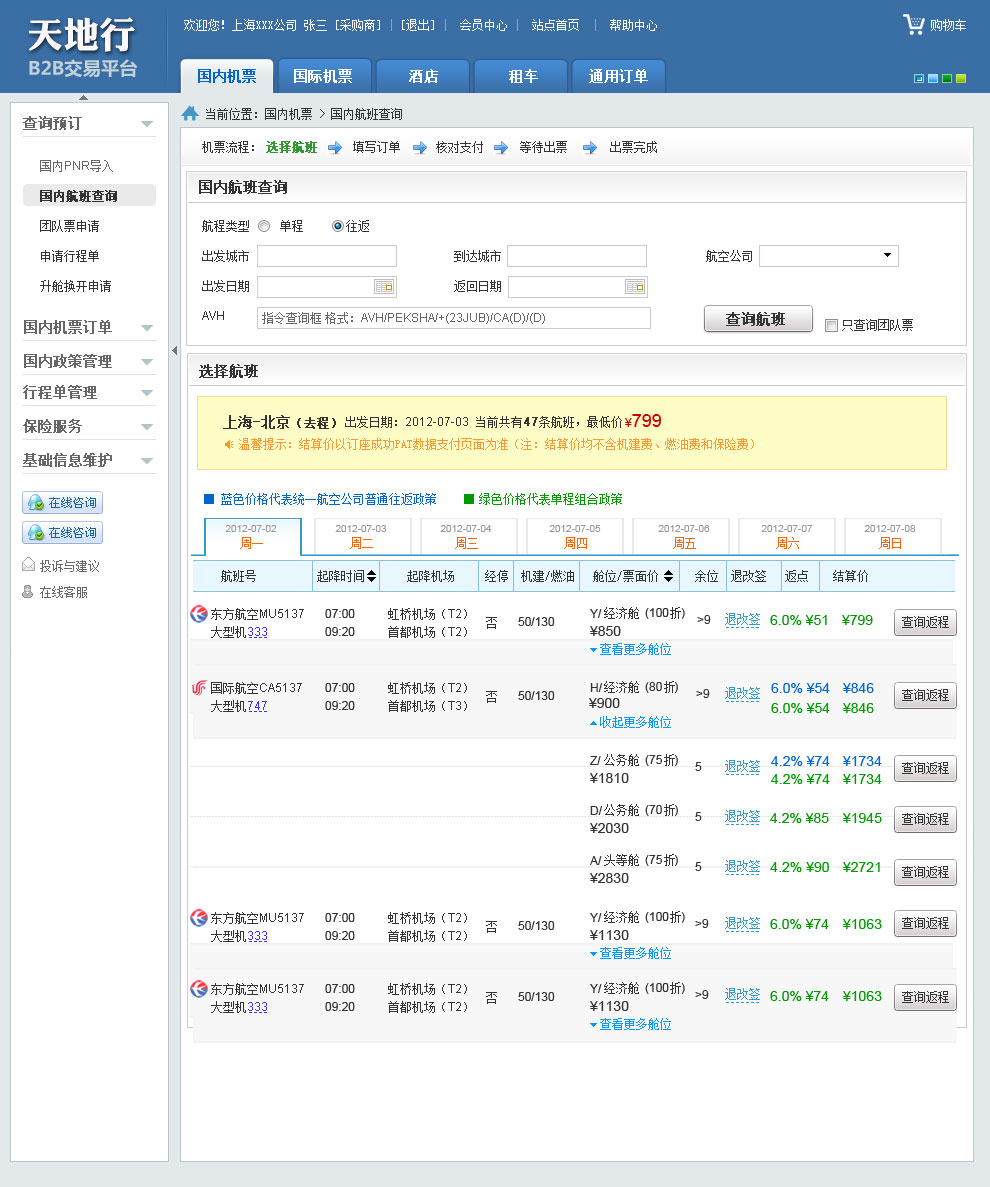 天地行
B2B交易平台
欢迎您！上海XXX公司 张三［采购商］ | ［退出］ | 会员中心 | 站点首页 | 帮助中心
购物车
国内机票 国际机票 酒店 租车 通用订单
查询预订
国内PNR导入
国内航班查询
团队票申请
申请行程单
升舱换开申请
国内机票订单
国内政策管理
行程单管理
保险服务
基础信息维护
在线咨询
在线咨询
投诉与建议
在线客服
当前位置：国内机票 > 国内航班查询
机票流程： 选择航班 填写订单 核对支付 等待出票 出票完成
国内航班查询
航程类型 单程 往返
出发城市 到达城市 航空公司
出发日期 返回日期
AVH 指令查询框 格式：AVH/PEKSHA/+(23JUB)/CA(D)/(D) 查询航班 只查询团队票
选择航班
上海-北京（去程）出发日期：2012-07-03 当前共有47条航班，最低价¥799
温馨提示：结算价以订座成功PAT数据支付页面为准（注：结算价均不含机建费、燃油费和保险费）
蓝色价格代表统一航空公司普通往返政策 绿色价格代表单程组合政策
2012-07-02 2012-07-03 2012-07-04 2012-07-05 2012-07-06 2012-07-07 2012-07-08
周一 周二 周三 周四 周五 周六 周日
航班号 起降时间 起降机场 经停 机建/燃油 舱位/票面价 余位 退改签 返点 结算价
东方航空MU5137 07:00 虹桥机场（T2） 否 50/130 Y/经济舱 (100折) >9 退改签 6.0% ¥51 ¥799 查询返程
大型机333 09:20 首都机场（T2） ¥850
查看更多舱位
国际航空CA5137 07:00 虹桥机场（T2） 否 50/130 H/经济舱 (80折) >9 退改签 6.0% ¥54 ¥846 查询返程
大型机747 09:20 首都机场（T3） ¥900 6.0% ¥54 ¥846
收起更多舱位
Z/公务舱 (75折) 5 退改签 4.2% ¥74 ¥1734 查询返程
¥1810 4.2% ¥74 ¥1734
D/公务舱 (70折) 5 退改签 4.2% ¥85 ¥1945 查询返程
¥2030
A/头等舱 (75折) 5 退改签 4.2% ¥90 ¥2721 查询返程
¥2830
东方航空MU5137 07:00 虹桥机场（T2） 否 50/130 Y/经济舱 (100折) >9 退改签 6.0% ¥74 ¥1063 查询返程
大型机333 09:20 首都机场（T2） ¥1130
查看更多舱位
东方航空MU5137 07:00 虹桥机场（T2） 否 50/130 Y/经济舱 (100折) >9 退改签 6.0% ¥74 ¥1063 查询返程
大型机333 09:20 首都机场（T2） ¥1130
查看更多舱位